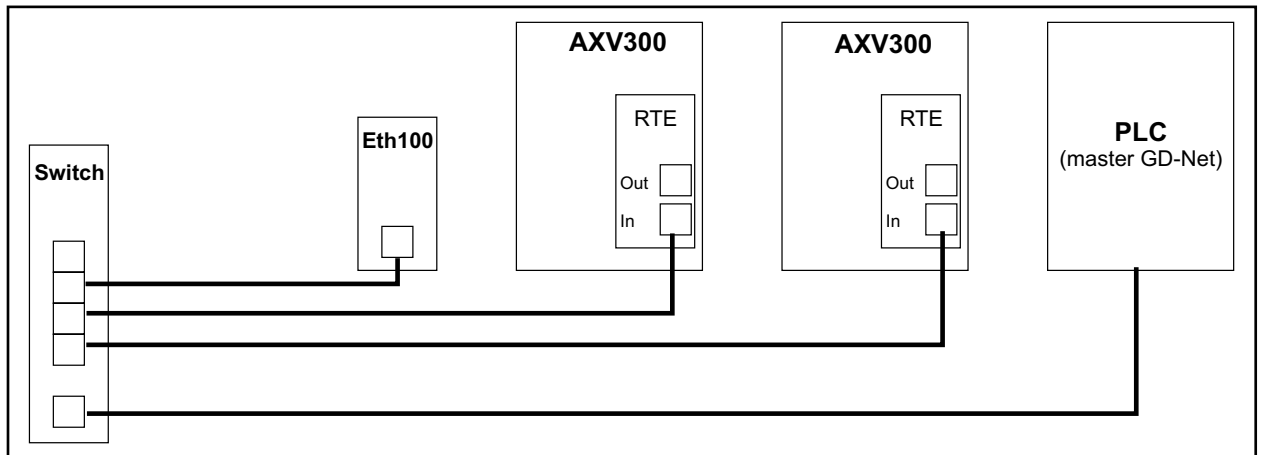 Switch
Eth100
AXV300
RTE
Out
In
AXV300
RTE
Out
In
PLC
(master GD-Net)